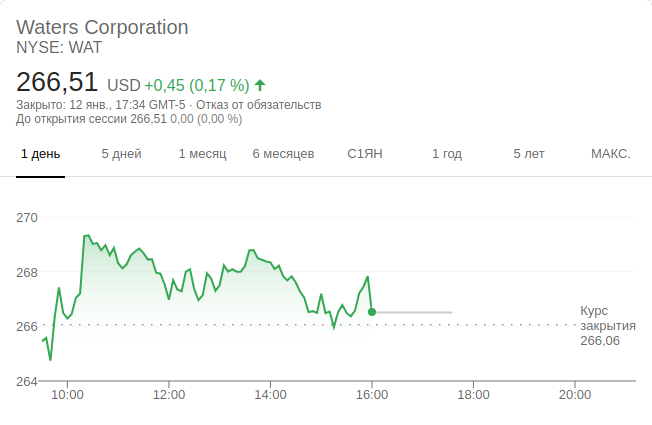 Waters Corporation
NYSE: WAT
266,51 USD +0,45 (0,17 %)
Закрыто: 12 янв., 17:34 GMT-5 · Отказ от обязательств
До открытия сессии 266,51 0,00 (0,00 %)
1 день 5 дней 1 месяц 6 месяцев С1ЯН 1 год 5 лет МАКС.
270
268
266
264
Курс
закрытия
266,06
10:00 12:00 14:00 16:00 18:00 20:00